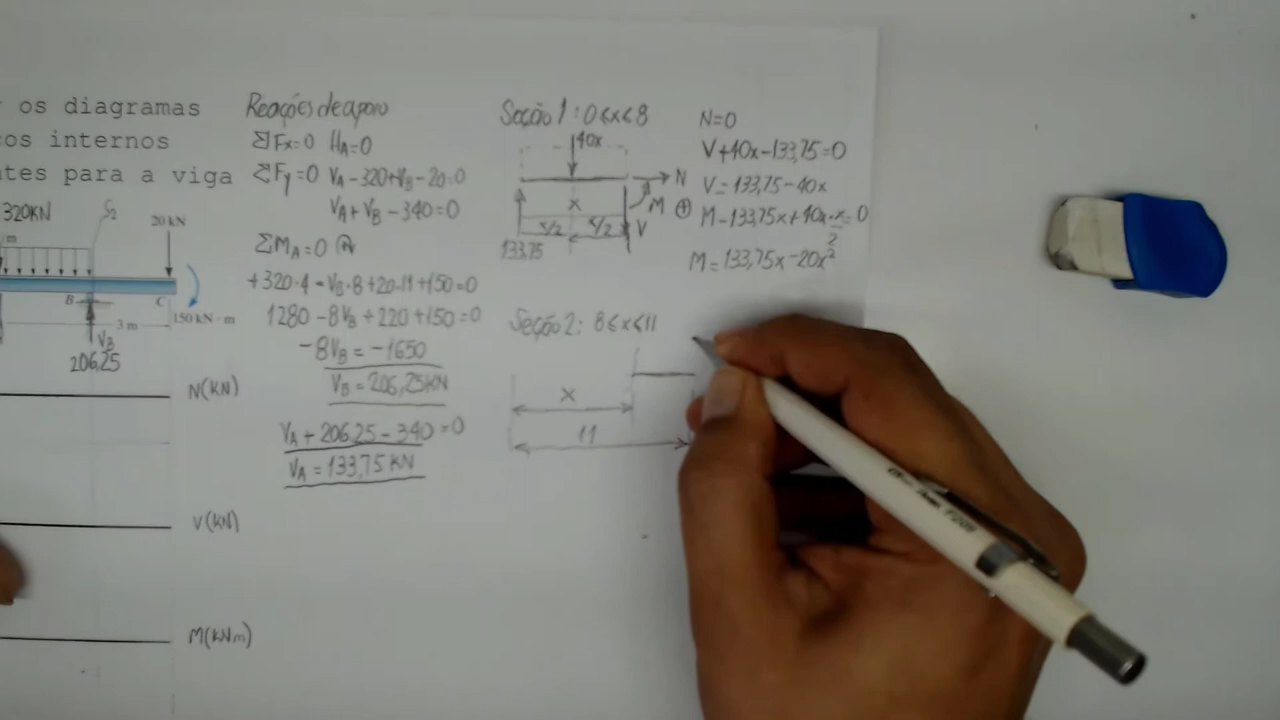 os diagramas
cos internos
ntes para a viga
320KN
S2
20 kN
m
B
C
3 m
150 kN · m
VB
206,25
N(KN)
V(KN)
M(KNm)
Reações de apoio
ΣFx=0 HA=0
ΣFy=0 VA-320+VB-20=0
VA+VB-340=0
ΣMA=0
+320·4-VB·8+20·11+150=0
1280-8VB+220+150=0
-8VB=-1650
VB=206,25KN
VA+206,25-340=0
VA=133,75 KN
Seção 1: 0≤x≤8
40x
N
x
M
x/2
x/2
V
133,75
N=0
V+40x-133,75=0
V=133,75-40x
M-133,75x+40x·x/2=0
M=133,75x-20x²
Seção 2: 8≤x≤11
x
11